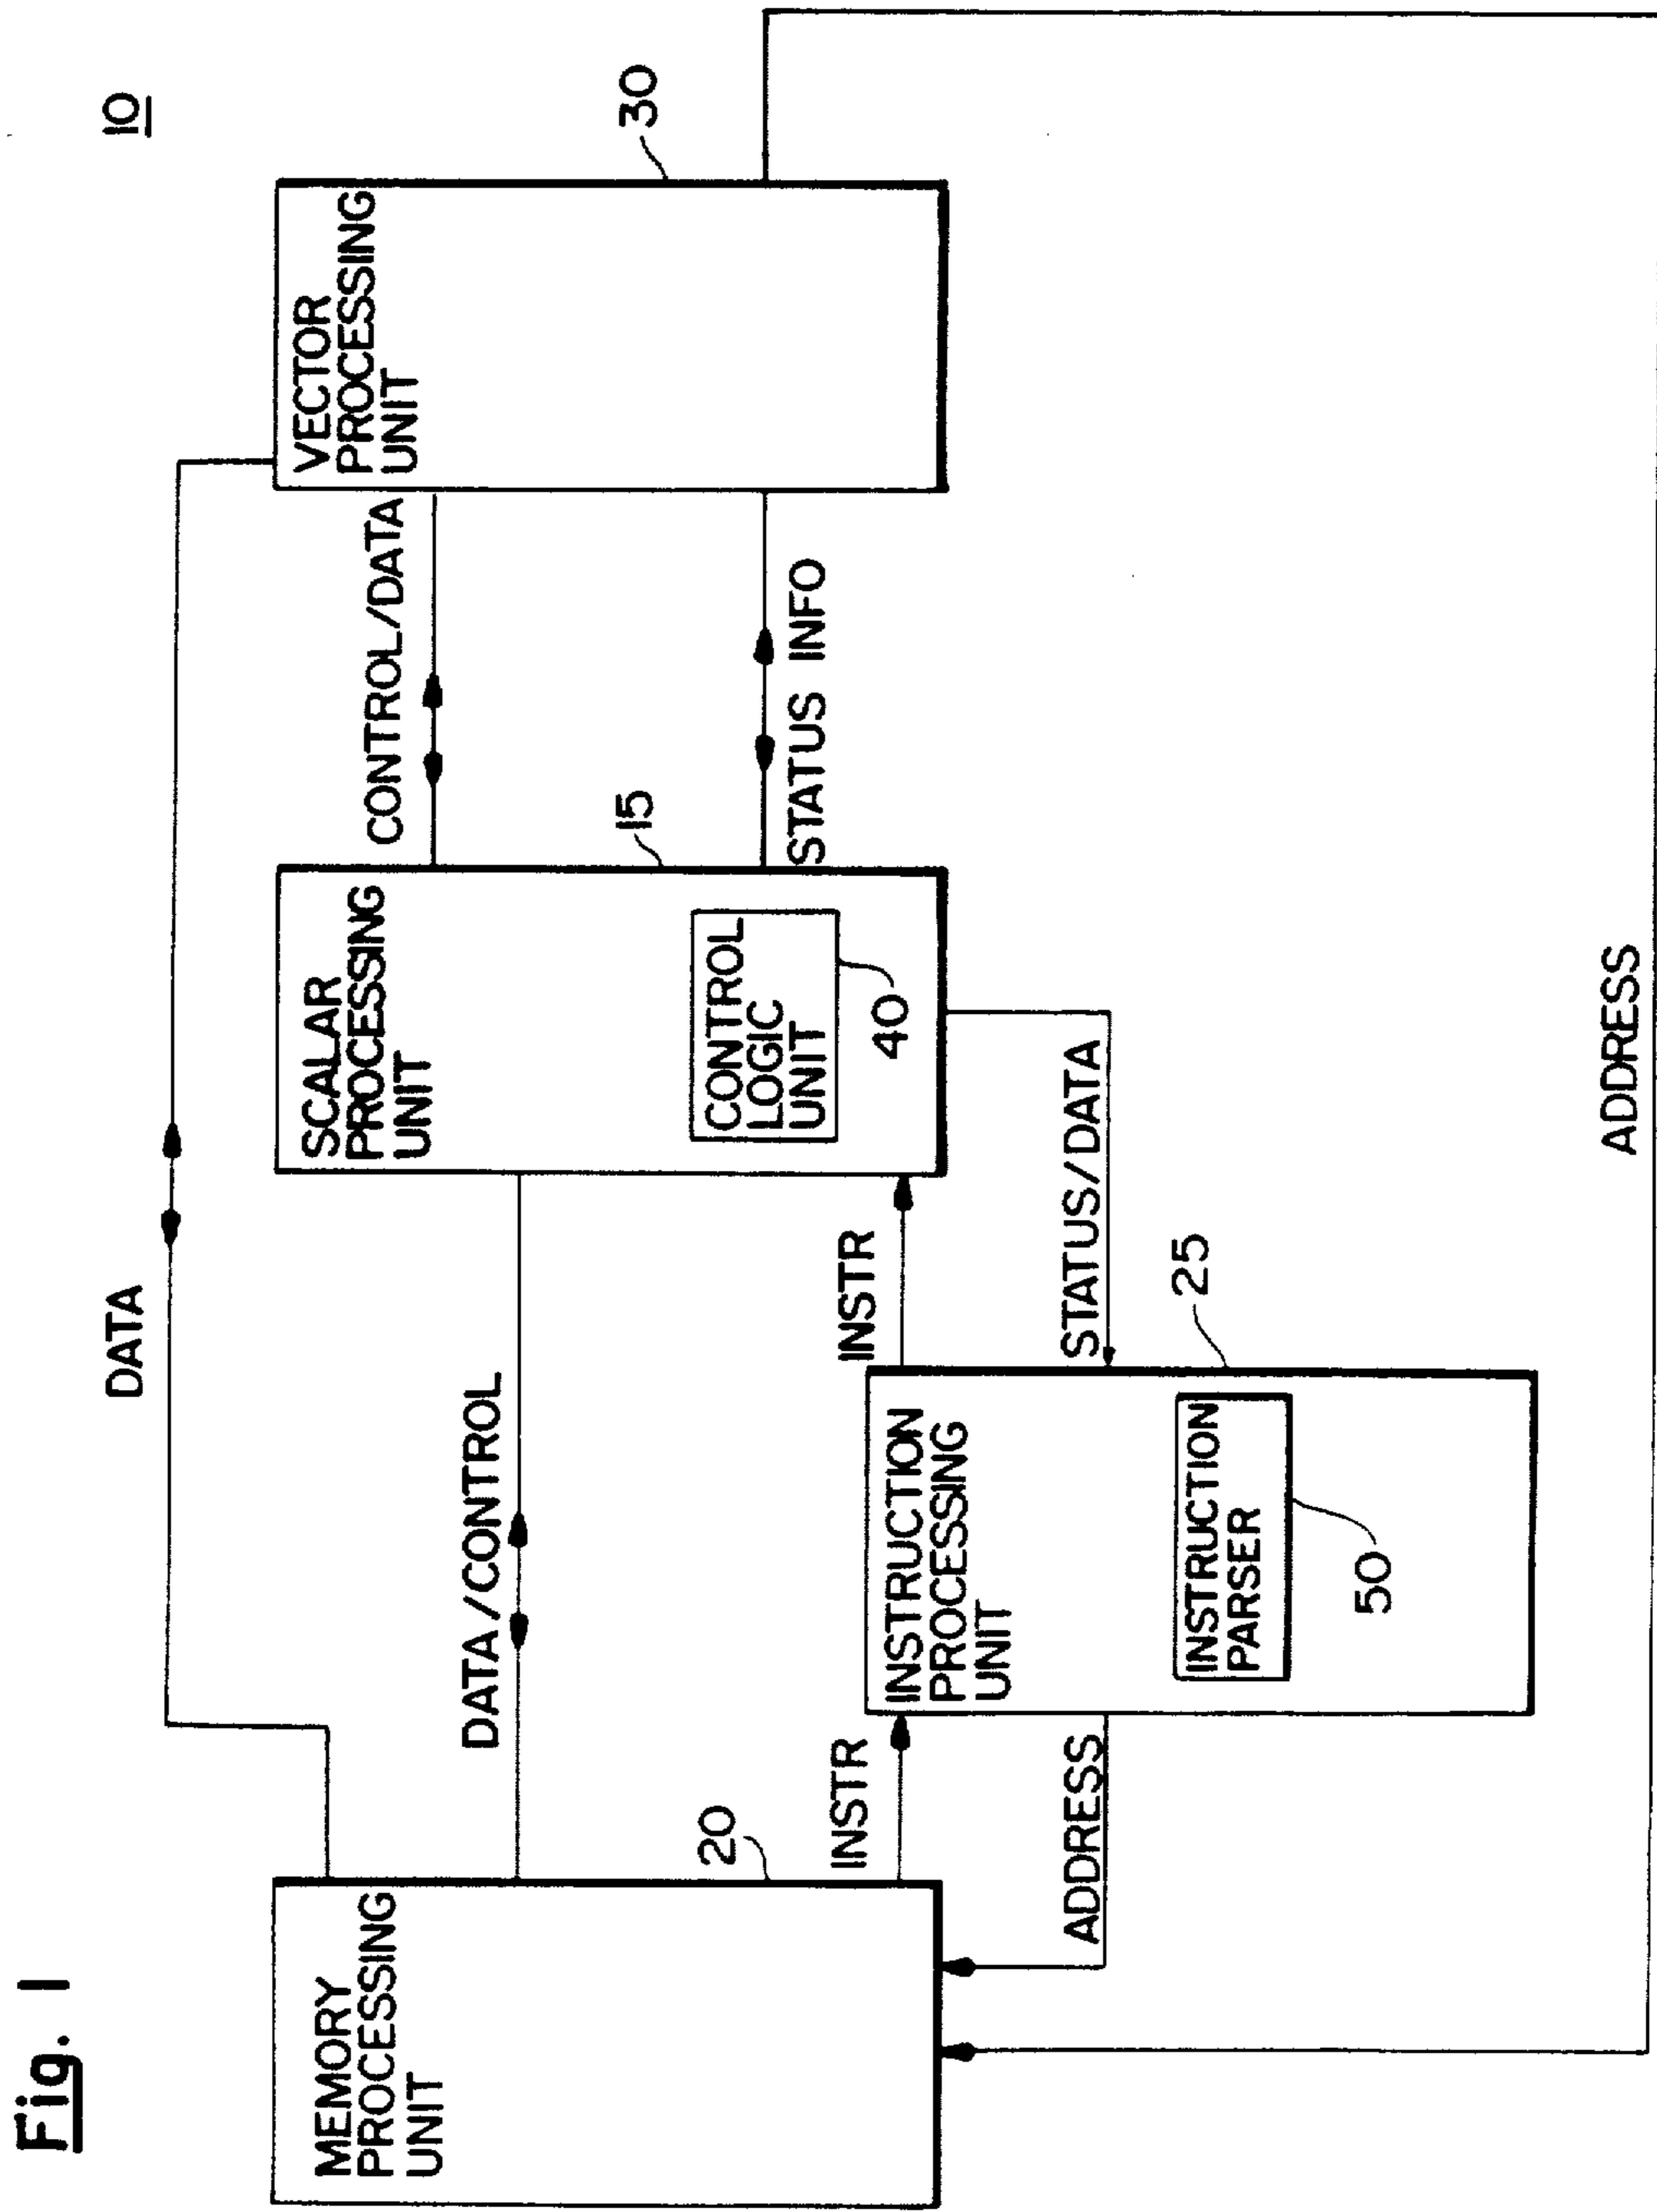 Fig. 1
10
DATA
MEMORY
PROCESSING
UNIT
20
DATA/CONTROL
SCALAR
PROCESSING
UNIT
15
CONTROL
LOGIC
UNIT
40
CONTROL/DATA
STATUS INFO
VECTOR
PROCESSING
UNIT
30
INSTR
ADDRESS
INSTRUCTION
PROCESSING
UNIT
25
INSTRUCTION
PARSER
50
INSTR
STATUS/DATA
ADDRESS